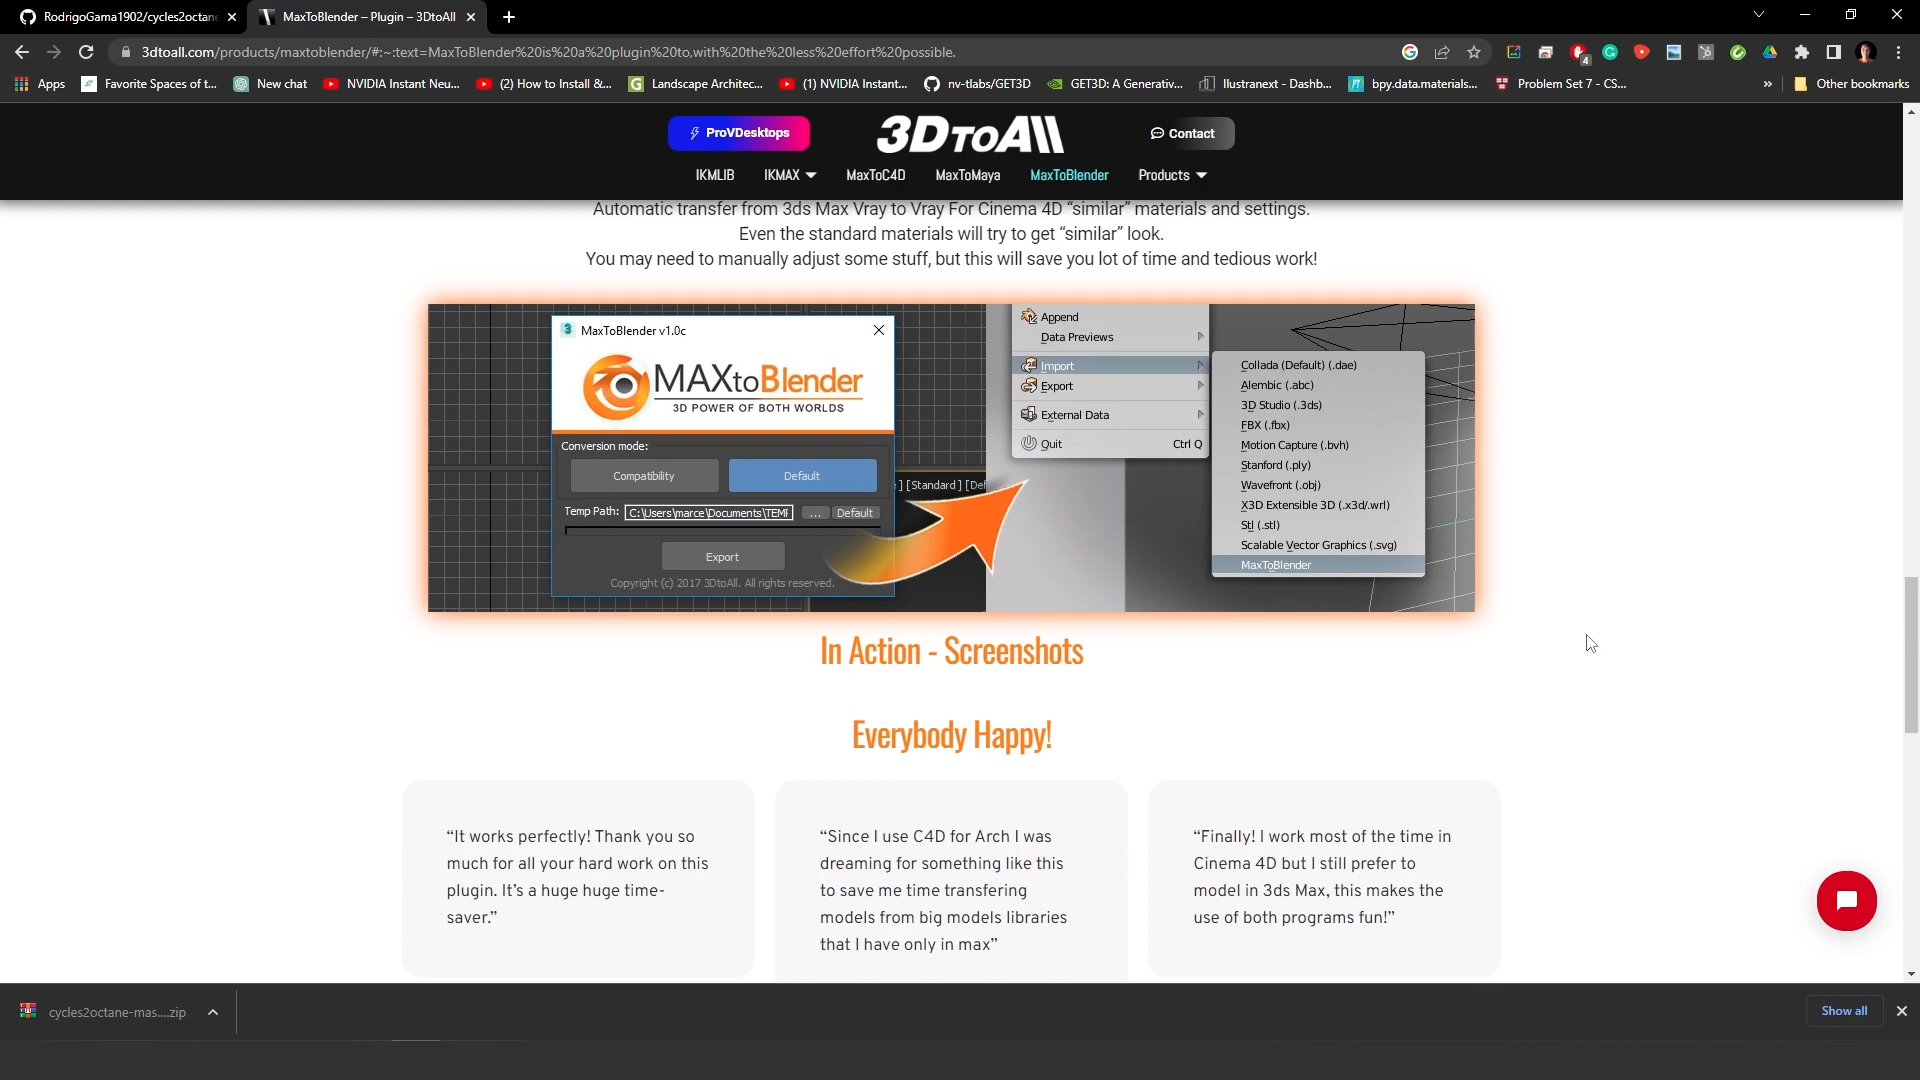 RodrigoGama1902/cycles2octane
MaxToBlender – Plugin – 3DtoAll
3dtoall.com/products/maxtoblender/#:~:text=MaxToBlender%20is%20a%20plugin%20to,with%20the%20less%20effort%20possible.
4
Apps
Favorite Spaces of t...
New chat
NVIDIA Instant Neu...
(2) How to Install &...
Landscape Architec...
(1) NVIDIA Instant...
nv-tlabs/GET3D
GET3D: A Generativ...
Ilustranext - Dashb...
bpy.data.materials...
Problem Set 7 - CS...
»
Other bookmarks
ProVDesktops
3DTOAll
Contact
IKMLIB
IKMAX
MaxToC4D
MaxToMaya
MaxToBlender
Products
Automatic transfer from 3ds Max Vray to Vray For Cinema 4D “similar” materials and settings.
Even the standard materials will try to get “similar” look.
You may need to manually adjust some stuff, but this will save you lot of time and tedious work!
3 MaxToBlender v1.0c
MAXtoBlender
3D POWER OF BOTH WORLDS
Conversion mode:
Compatibility
Default
Temp Path: C:\Users\marce\Documents\TEMP ... Default
Export
Copyright (c) 2017 3DtoAll. All rights reserved.
] [Standard ] [Def
Append
Data Previews
Import
Export
External Data
Quit Ctrl Q
Collada (Default) (.dae)
Alembic (.abc)
3D Studio (.3ds)
FBX (.fbx)
Motion Capture (.bvh)
Stanford (.ply)
Wavefront (.obj)
X3D Extensible 3D (.x3d/.wrl)
Stl (.stl)
Scalable Vector Graphics (.svg)
MaxToBlender
In Action - Screenshots
Everybody Happy!
“It works perfectly! Thank you so
much for all your hard work on this
plugin. It’s a huge huge time-
saver.”
“Since I use C4D for Arch I was
dreaming for something like this
to save me time transfering
models from big models libraries
that I have only in max”
“Finally! I work most of the time in
Cinema 4D but I still prefer to
model in 3ds Max, this makes the
use of both programs fun!”
cycles2octane-mas....zip
Show all